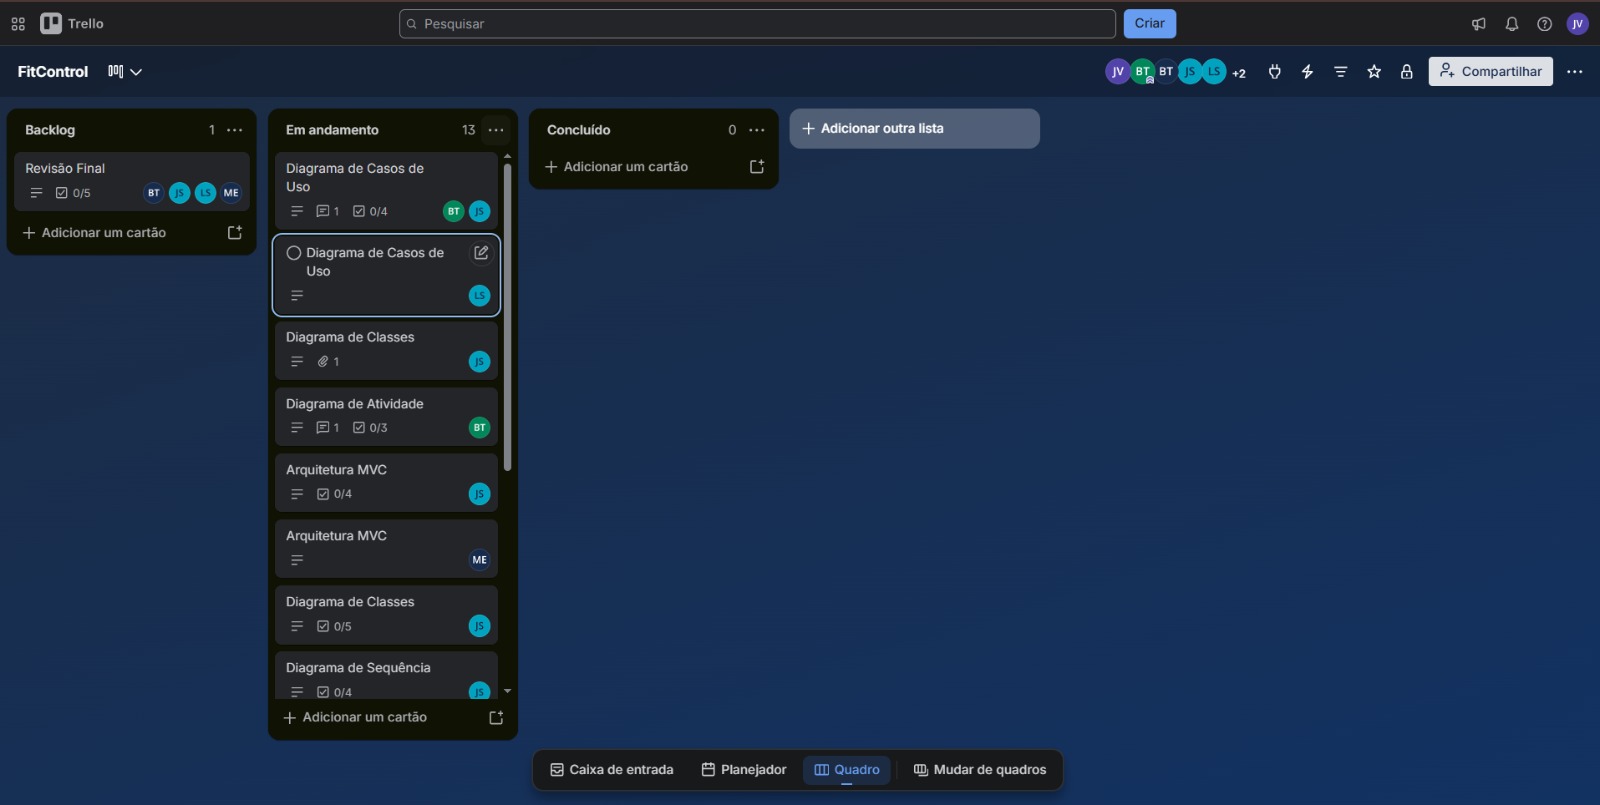 Trello
Pesquisar
Criar
JV
FitControl
JV BT BT JS LS +2
Compartilhar
Backlog 1
Revisão Final
0/5 BT JS LS ME
Adicionar um cartão
Em andamento 13
Diagrama de Casos de
Uso
1 0/4 BT JS
Diagrama de Casos de
Uso
LS
Diagrama de Classes
1 JS
Diagrama de Atividade
1 0/3 BT
Arquitetura MVC
0/4 JS
Arquitetura MVC
ME
Diagrama de Classes
0/5 JS
Diagrama de Sequência
0/4 JS
Adicionar um cartão
Concluído 0
Adicionar um cartão
Adicionar outra lista
Caixa de entrada
Planejador
Quadro
Mudar de quadros